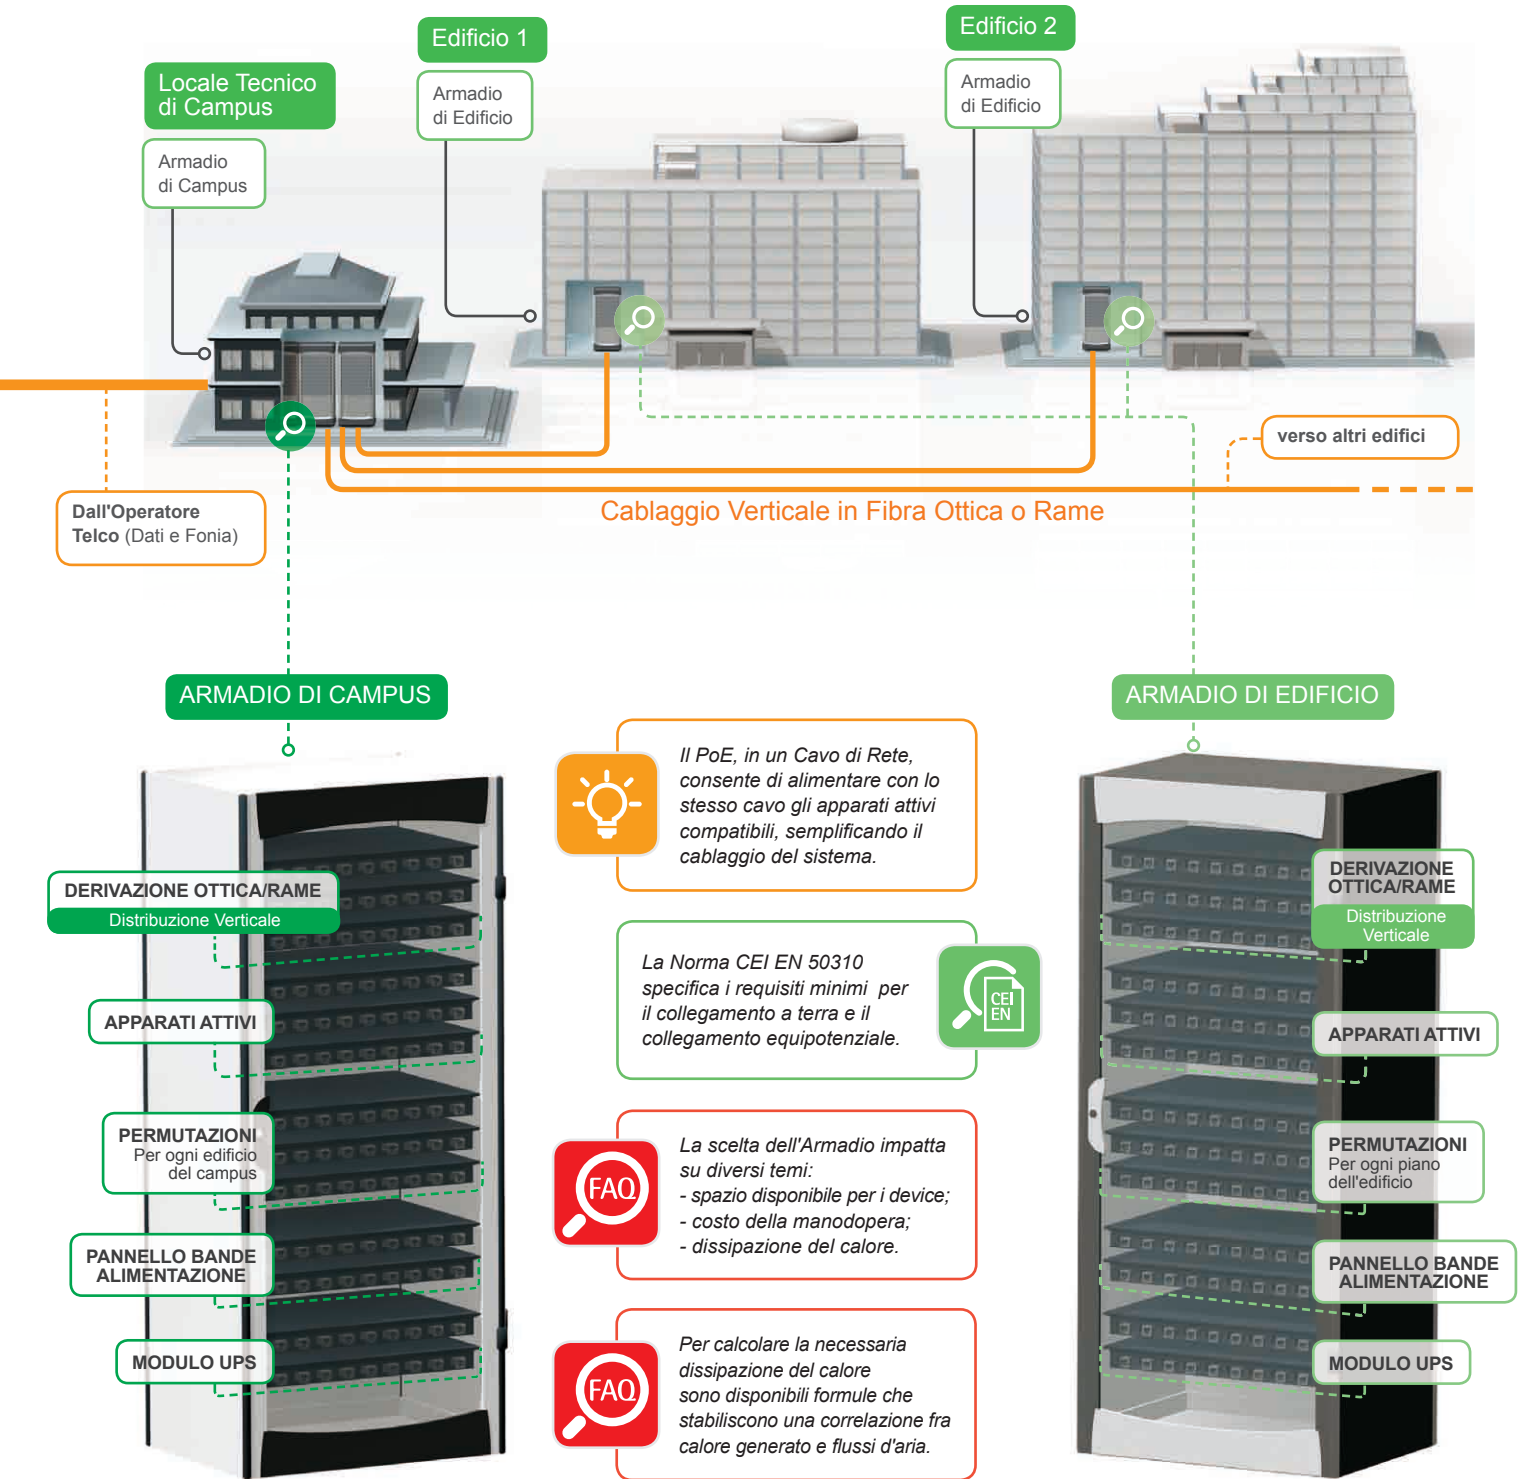 Edificio 1
Edificio 2
Locale Tecnico
di Campus
Armadio
di Edificio
Armadio
di Edificio
Armadio
di Campus
verso altri edifici
Dall'Operatore
Telco (Dati e Fonia)
Cablaggio Verticale in Fibra Ottica o Rame
ARMADIO DI CAMPUS
ARMADIO DI EDIFICIO
DERIVAZIONE OTTICA/RAME
Distribuzione Verticale
APPARATI ATTIVI
PERMUTAZIONI
Per ogni edificio
del campus
PANNELLO BANDE
ALIMENTAZIONE
MODULO UPS
Il PoE, in un Cavo di Rete,
consente di alimentare con lo
stesso cavo gli apparati attivi
compatibili, semplificando il
cablaggio del sistema.
La Norma CEI EN 50310
specifica i requisiti minimi per
il collegamento a terra e il
collegamento equipotenziale.
CEI
EN
FAQ
La scelta dell'Armadio impatta
su diversi temi:
- spazio disponibile per i device;
- costo della manodopera;
- dissipazione del calore.
FAQ
Per calcolare la necessaria
dissipazione del calore
sono disponibili formule che
stabiliscono una correlazione fra
calore generato e flussi d'aria.
DERIVAZIONE
OTTICA/RAME
Distribuzione
Verticale
APPARATI ATTIVI
PERMUTAZIONI
Per ogni piano
dell'edificio
PANNELLO BANDE
ALIMENTAZIONE
MODULO UPS